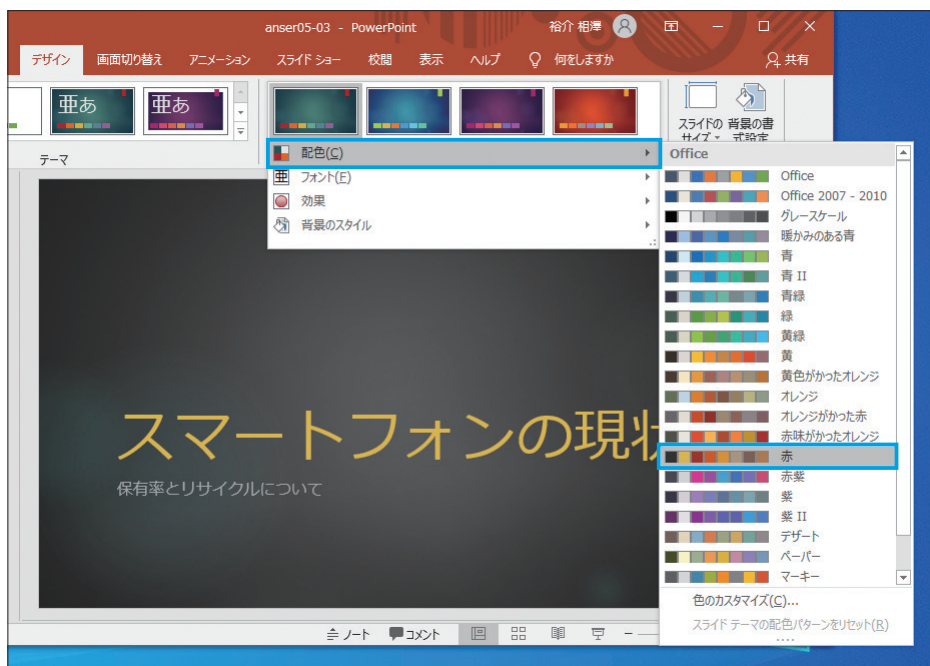 anser05-03 - PowerPoint 裕介 相澤
デザイン 画面切り替え アニメーション スライド ショー 校閲 表示 ヘルプ 何をしますか 共有
亜あ 亜あ
スライドの サイズ 背景の書式設定
テーマ
配色(C)
フォント(F)
効果
背景のスタイル
Office
Office
Office 2007 - 2010
グレースケール
暖かみのある青
青
青 II
青緑
緑
黄緑
黄
黄色がかったオレンジ
オレンジ
オレンジがかった赤
赤味がかったオレンジ
赤
赤紫
紫
紫 II
デザート
ペーパー
マーキー
色のカスタマイズ(C)...
スライド テーマの配色パターンをリセット(R)
スマートフォンの現状
保有率とリサイクルについて
ノート コメント